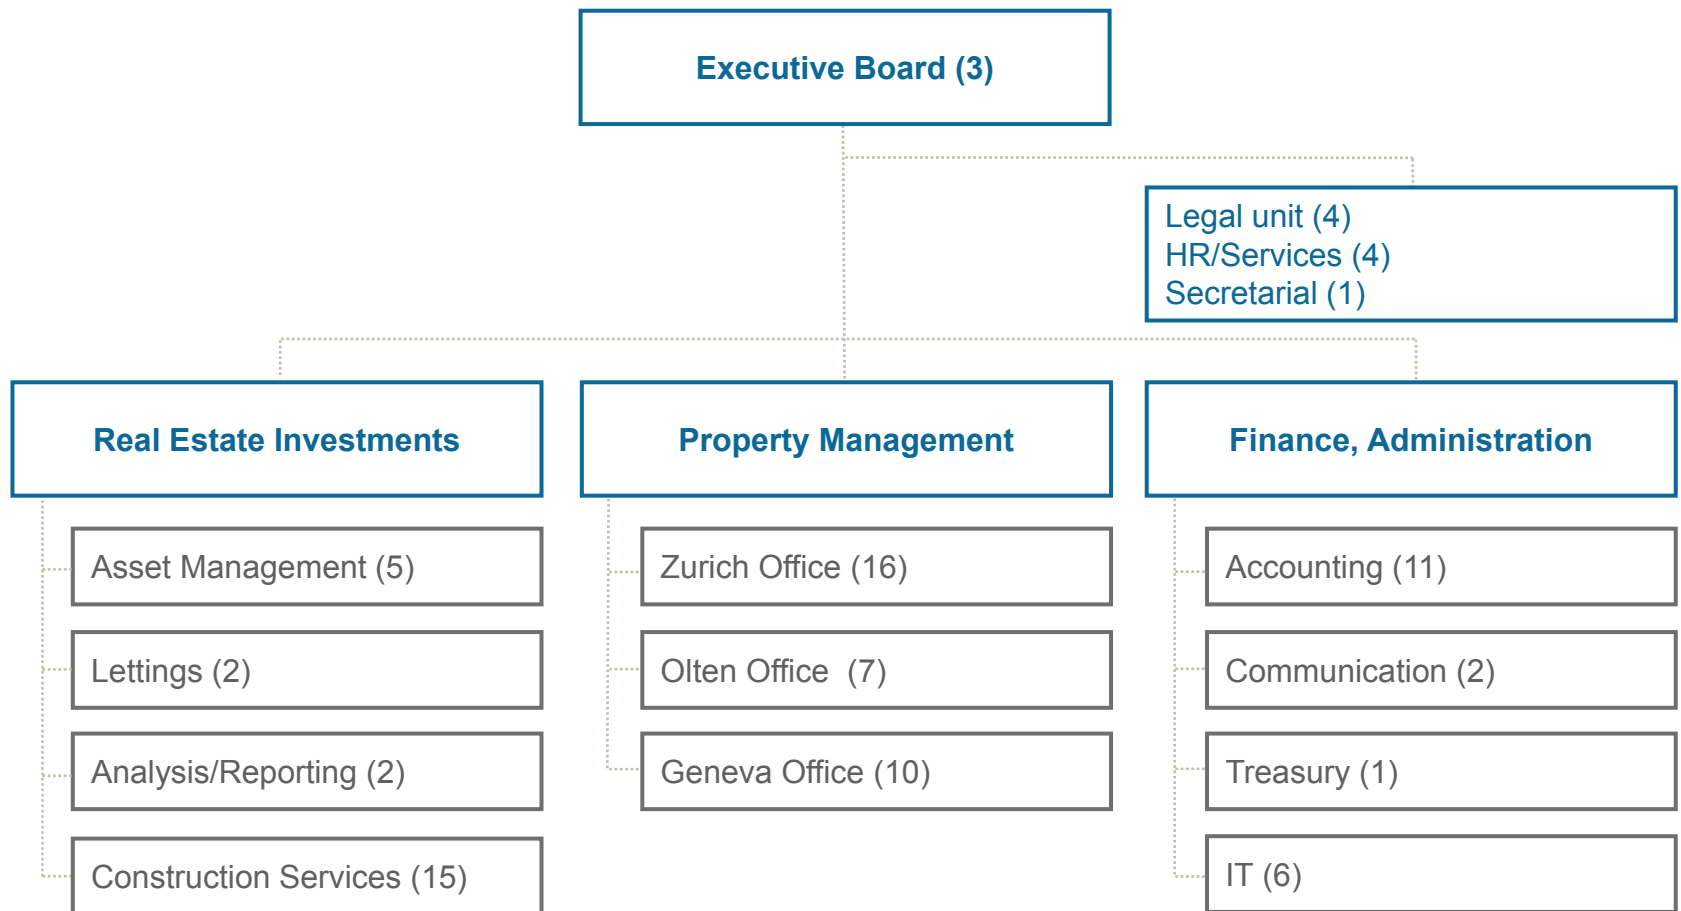 Executive Board (3)
Legal unit (4)
HR/Services (4)
Secretarial (1)
Real Estate Investments
Asset Management (5)
Lettings (2)
Analysis/Reporting (2)
Construction Services (15)
Property Management
Zurich Office (16)
Olten Office  (7)
Geneva Office (10)
Finance, Administration
Accounting (11)
Communication (2)
Treasury (1)
IT (6)